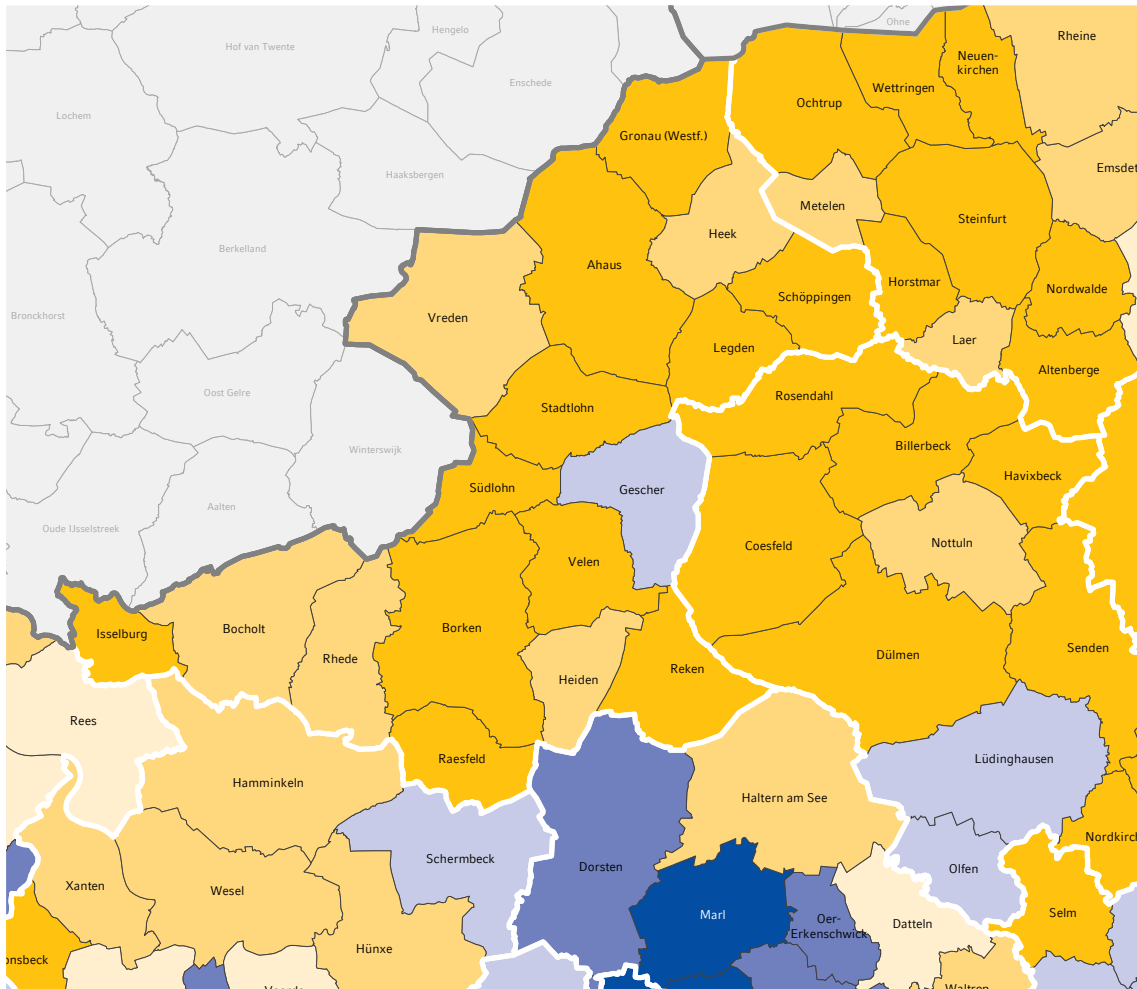 Ohne
Hengelo
Rheine
Hof van Twente
Neuen-
kirchen
Enschede
Wettringen
Ochtrup
Lochem
Gronau (Westf.)
Emsdet
Haaksbergen
Metelen
Steinfurt
Heek
Berkelland
Ahaus
Horstmar
Nordwalde
Schöppingen
Bronckhorst
Vreden
Laer
Legden
Altenberge
Oost Gelre
Rosendahl
Stadtlohn
Billerbeck
Winterswijk
Havixbeck
Südlohn
Gescher
Aalten
Oude IJsselstreek
Nottuln
Coesfeld
Velen
Isselburg
Bocholt
Borken
Senden
Dülmen
Rhede
Reken
Heiden
Rees
Raesfeld
Lüdinghausen
Hamminkeln
Haltern am See
Nordkirch
Schermbeck
Dorsten
Olfen
Xanten
Wesel
Marl
Selm
Oer-
Erkenschwick
Datteln
Hünxe
onsbeck
Voerde
Waltrop